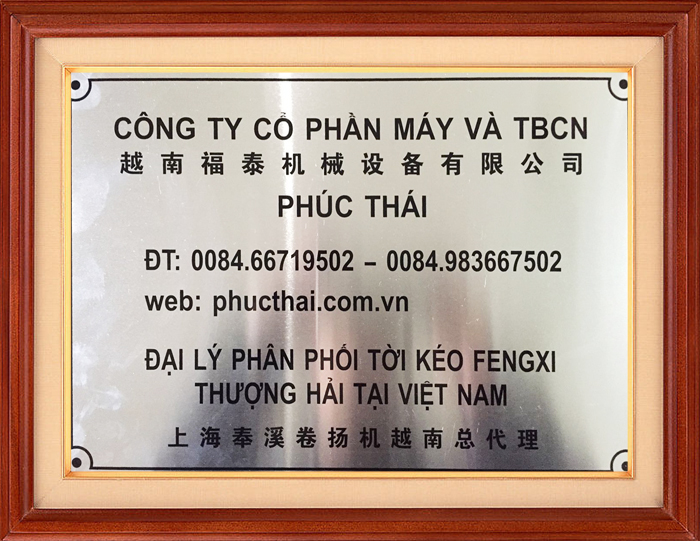 CÔNG TY CỔ PHẦN MÁY VÀ TBCN
越南福泰机械设备有限公司
PHÚC THÁI
ĐT: 0084.66719502 – 0084.983667502
web: phucthai.com.vn
ĐẠI LÝ PHÂN PHỐI TỜI KÉO FENGXI
THƯỢNG HẢI TẠI VIỆT NAM
上海奉溪卷扬机越南总代理